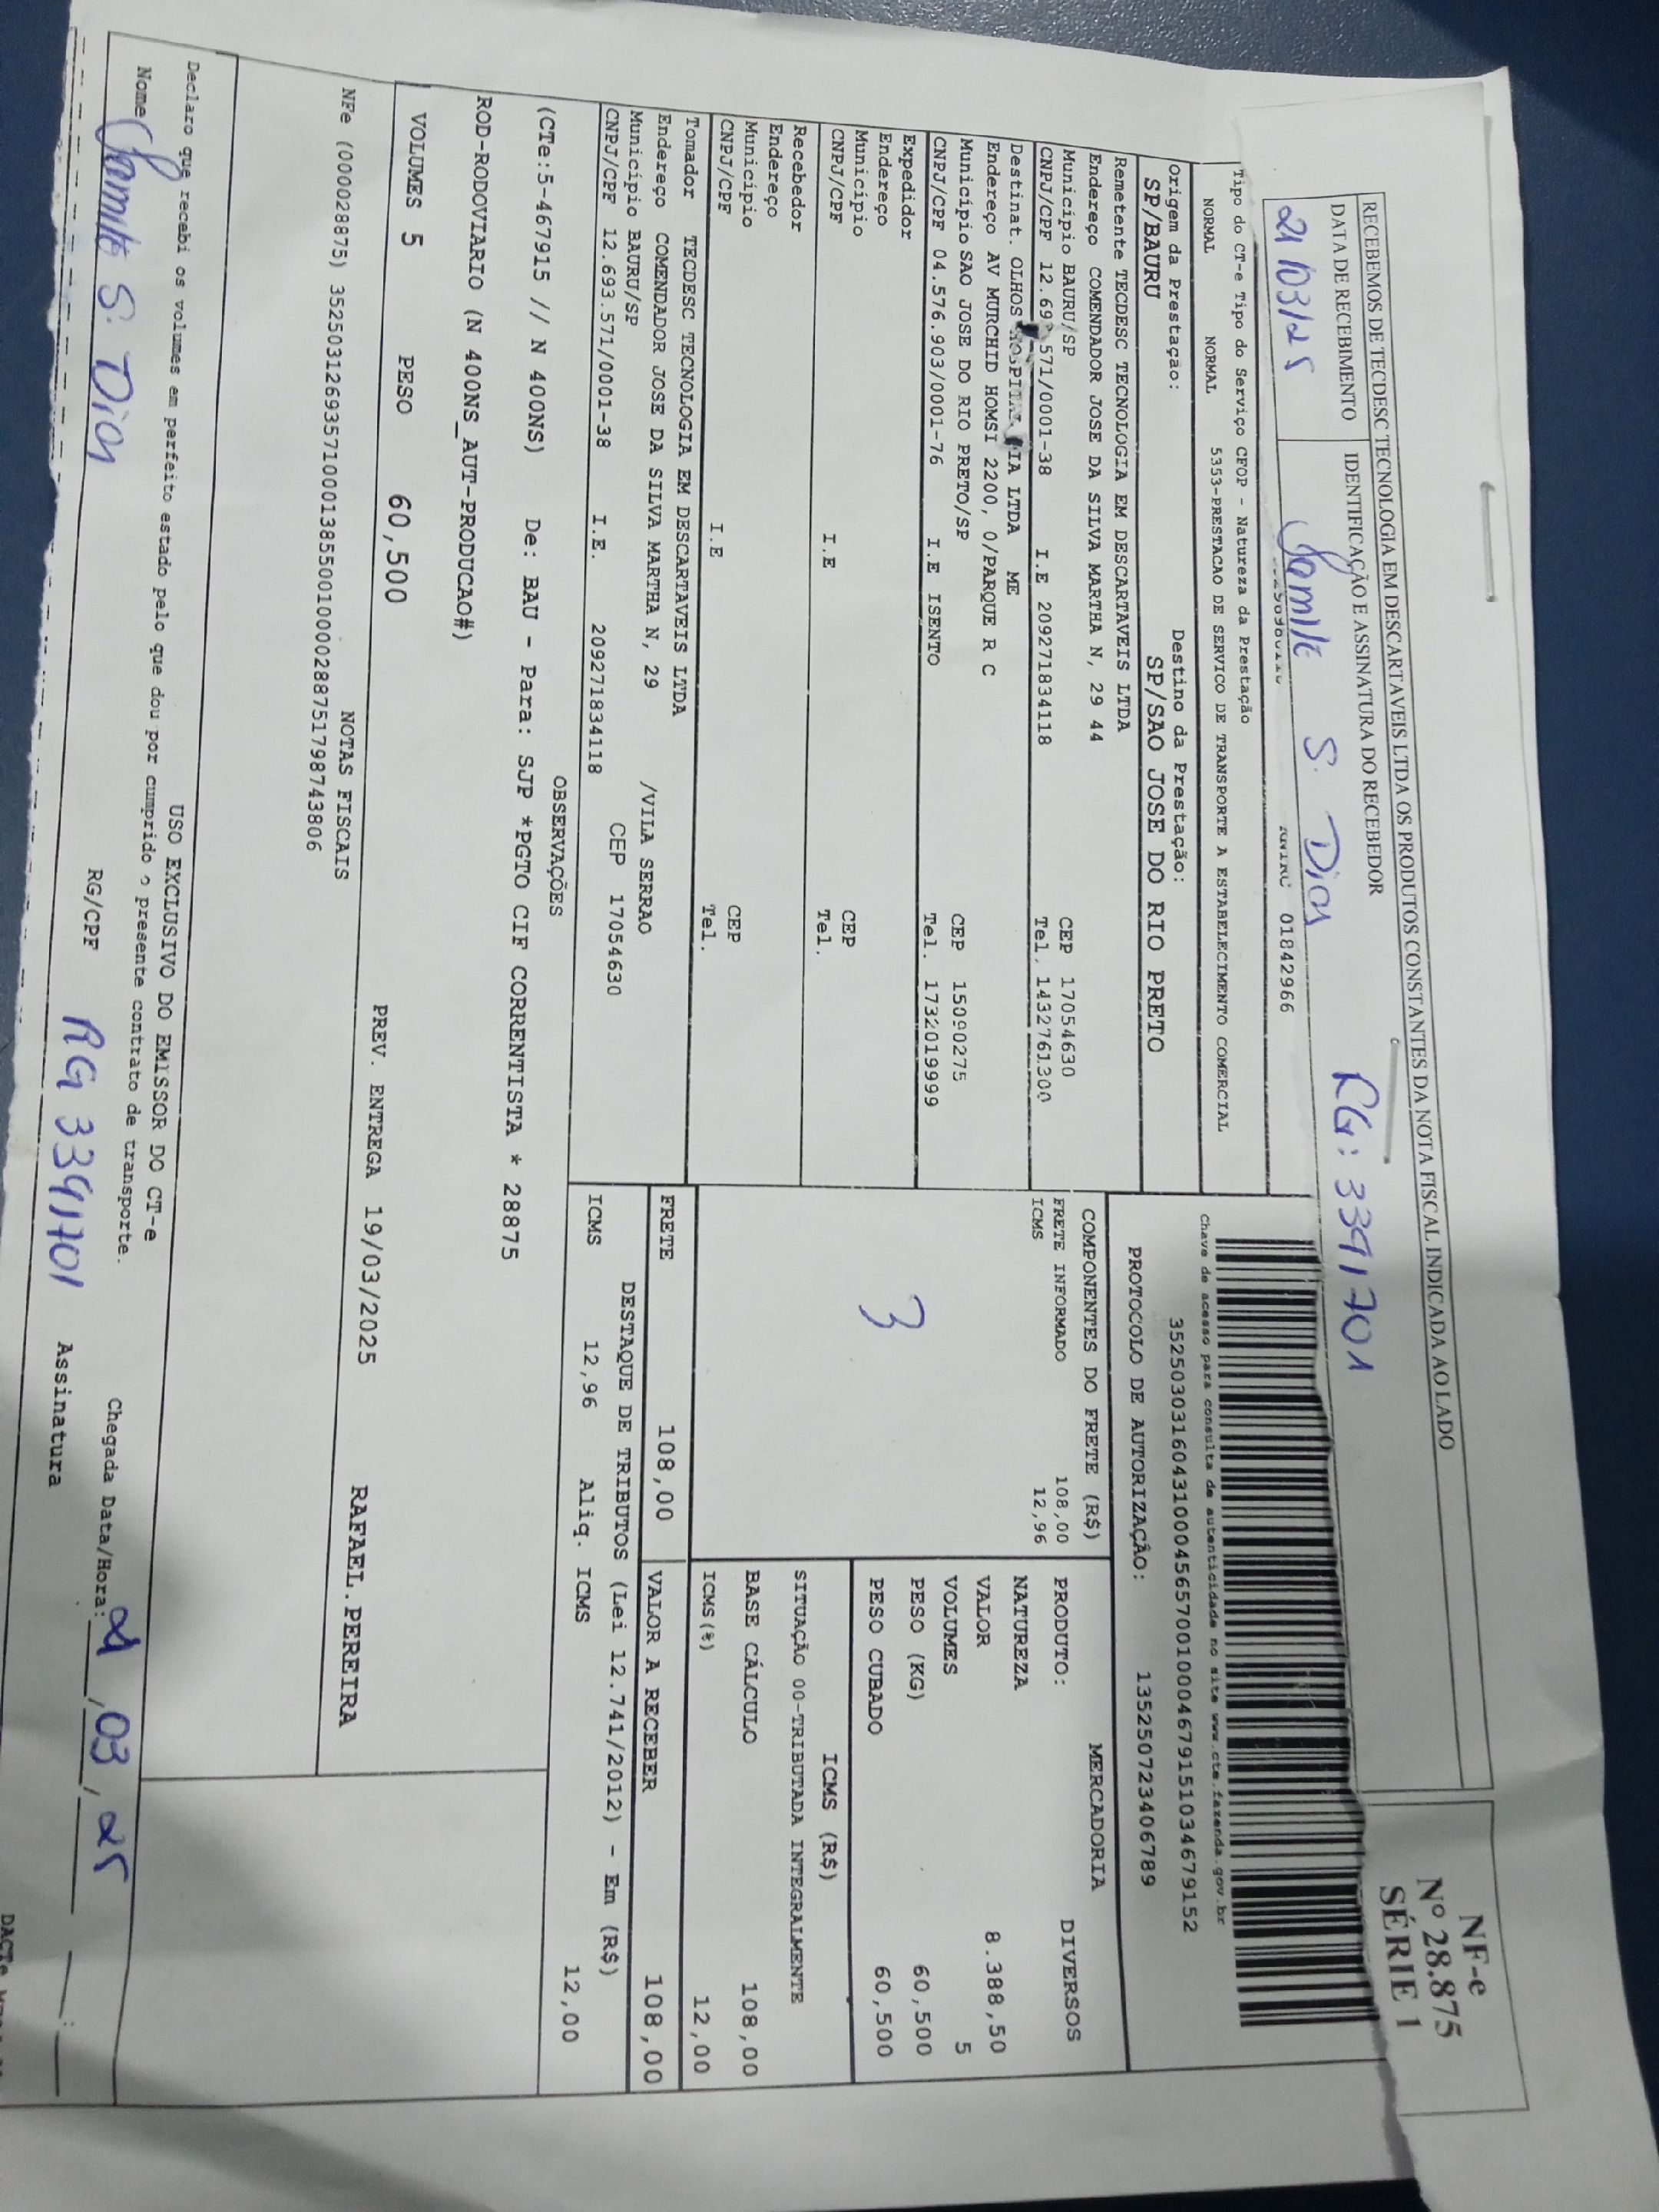 RECEBEMOS DE TECDESC TECNOLOGIA EM DESCARTAVEIS LTDA OS PRODUTOS CONSTANTES DA NOTA FISCAL INDICADA AO LADO
DATA DE RECEBIMENTO IDENTIFICAÇÃO E ASSINATURA DO RECEBEDOR
21/03/25 S. Dias RG: 3391701
NF-e
Nº 28.875
SÉRIE 1
01842966
Tipo do CT-e Tipo do Serviço CFOP - Natureza da Prestação
NORMAL NORMAL 5353-PRESTACAO DE SERVICO DE TRANSPORTE A ESTABELECIMENTO COMERCIAL
Chave de acesso para consulta de autenticidade no site www.cte.fazenda.gov.br
35250303160431000456570010004679151034679152
PROTOCOLO DE AUTORIZAÇÃO: 135250723406789
Origem da Prestação: Destino da Prestação:
SP/BAURU SP/SAO JOSE DO RIO PRETO
Remetente TECDESC TECNOLOGIA EM DESCARTAVEIS LTDA
Endereço COMENDADOR JOSE DA SILVA MARTHA N, 29 44
Município BAURU/SP CEP 17054630
CNPJ/CPF 12.69 571/0001-38 I.E 209271834118 Tel. 1432761300
Destinat. OLHOS LTDA ME
Endereço AV MURCHID HOMSI 2200, 0/PARQUE R C
Município SAO JOSE DO RIO PRETO/SP CEP 15090275
CNPJ/CPF 04.576.903/0001-76 I.E ISENTO Tel. 1732019999
Expedidor
Endereço
Município CEP
CNPJ/CPF I.E Tel.
Recebedor
Endereço
Município CEP
CNPJ/CPF I.E Tel.
Tomador TECDESC TECNOLOGIA EM DESCARTAVEIS LTDA
Endereço COMENDADOR JOSE DA SILVA MARTHA N, 29 /VILA SERRAO
Município BAURU/SP CEP 17054630
CNPJ/CPF 12.693.571/0001-38 I.E. 209271834118
COMPONENTES DO FRETE (R$)
FRETE INFORMADO 108,00
ICMS 12,96
3
FRETE 108,00
MERCADORIA
PRODUTO: DIVERSOS
NATUREZA
VALOR 8.388,50
VOLUMES 5
PESO (KG) 60,500
PESO CUBADO 60,500
ICMS (R$)
SITUAÇÃO 00-TRIBUTADA INTEGRALMENTE
BASE CÁLCULO 108,00
ICMS(%) 12,00
VALOR A RECEBER 108,00
DESTAQUE DE TRIBUTOS (Lei 12.741/2012) - Em (R$)
ICMS 12,96 Aliq. ICMS 12,00
OBSERVAÇÕES
(CTe:5-467915 // N 400NS) De: BAU - Para: SJP *PGTO CIF CORRENTISTA * 28875
ROD-RODOVIARIO (N 400NS_AUT-PRODUCAO#)
VOLUMES 5 PESO 60,500 PREV. ENTREGA 19/03/2025 RAFAEL.PEREIRA
NOTAS FISCAIS
NFe (000028875) 35250312693571000138550010000288751798743806
USO EXCLUSIVO DO EMISSOR DO CT-e
Declaro que recebi os volumes em perfeito estado pelo que dou por cumprido o presente contrato de transporte.
Chegada Data/Hora: 21,03,25
Nome S. Dias RG/CPF RG 3391701 Assinatura